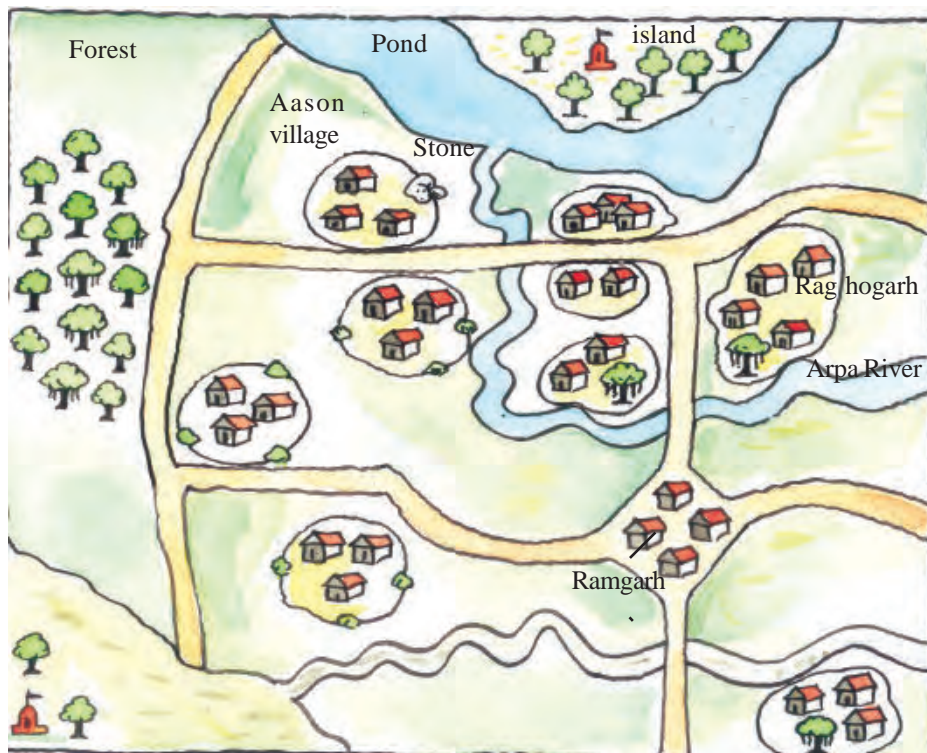 Forest
Pond
island
Aason
village
Stone
Rag hogarh
Arpa River
Ramgarh